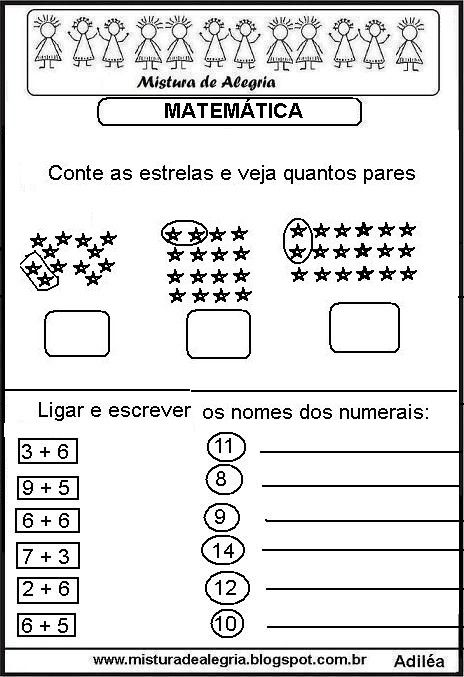 Mistura de Alegria
MATEMÁTICA
Conte as estrelas e veja quantos pares
Ligar e escrever os nomes dos numerais:
3 + 6 11
9 + 5 8
6 + 6 9
7 + 3 14
2 + 6 12
6 + 5 10
www.misturadealegria.blogspot.com.br Adiléa